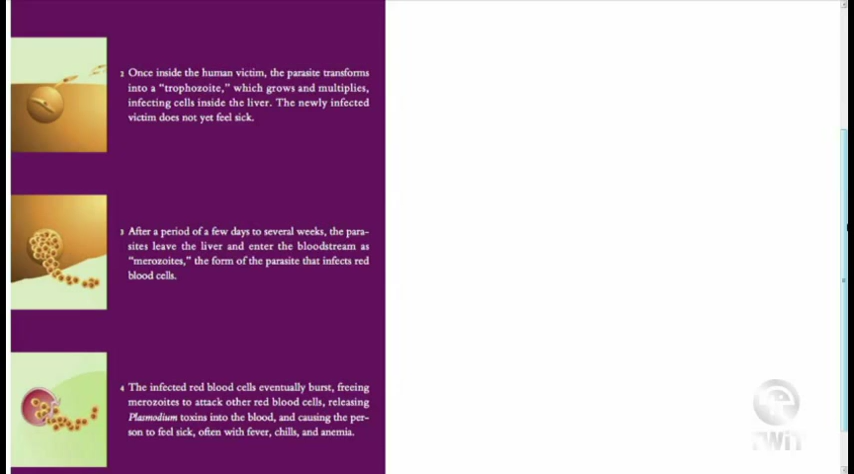 2 Once inside the human victim, the parasite transforms
into a “trophozoite,” which grows and multiplies,
infecting cells inside the liver. The newly infected
victim does not yet feel sick.
3 After a period of a few days to several weeks, the para-
sites leave the liver and enter the bloodstream as
“merozoites,” the form of the parasite that infects red
blood cells.
4 The infected red blood cells eventually burst, freeing
merozoites to attack other red blood cells, releasing
Plasmodium toxins into the blood, and causing the per-
son to feel sick, often with fever, chills, and anemia.
TWiT